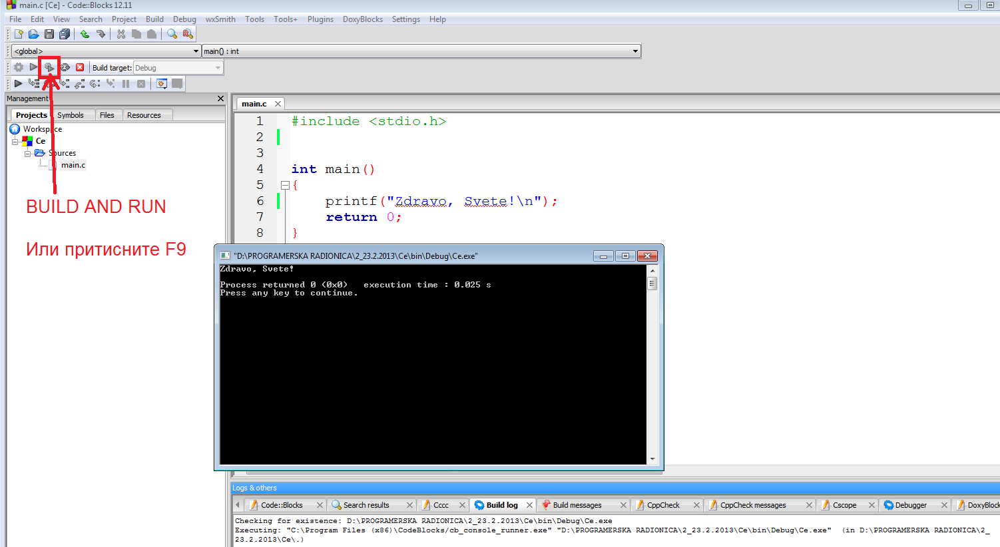 main.c [Ce] - Code::Blocks 12.11
File Edit View Search Project Build Debug wxSmith Tools Tools+ Plugins DoxyBlocks Settings Help
<global> main() : int
Build target: Debug
Management
Projects Symbols Files Resources
Workspace
Ce
Sources
main.c
BUILD AND RUN
Или притисните F9
main.c
1 #include <stdio.h>
2
3
4 int main()
5 {
6 printf("Zdravo, Svete!\n");
7 return 0;
8 }
"D:\PROGRAMERSKA RADIONICA\2_23.2.2013\Ce\bin\Debug\Ce.exe"
Zdravo, Svete!
Process returned 0 (0x0) execution time : 0.025 s
Press any key to continue.
Logs & others
Code::Blocks Search results Cccc Build log Build messages CppCheck CppCheck messages Cscope Debugger DoxyBlock
Checking for existence: D:\PROGRAMERSKA RADIONICA\2_23.2.2013\Ce\bin\Debug\Ce.exe
Executing: "C:\Program Files (x86)\CodeBlocks/cb_console_runner.exe" "D:\PROGRAMERSKA RADIONICA\2_23.2.2013\Ce\bin\Debug\Ce.exe" (in D:\PROGRAMERSKA RADIONICA\2_
23.2.2013\Ce\.)